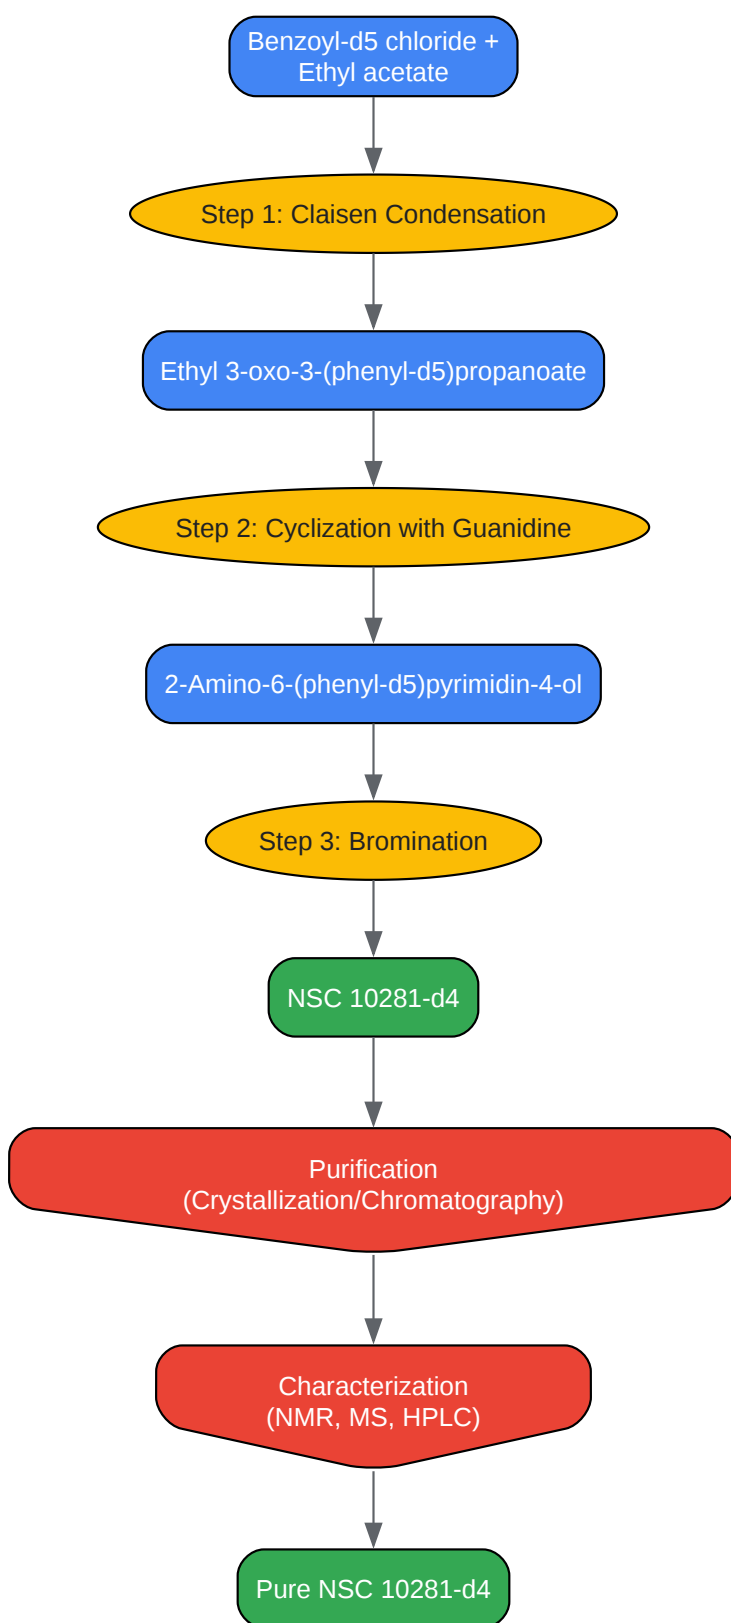 Benzoyl-d5 chloride +
Ethyl acetate
Step 1: Claisen Condensation
Ethyl 3-oxo-3-(phenyl-d5)propanoate
Step 2: Cyclization with Guanidine
2-Amino-6-(phenyl-d5)pyrimidin-4-ol
Step 3: Bromination
NSC 10281-d4
Purification
(Crystallization/Chromatography)
Characterization
(NMR, MS, HPLC)
Pure NSC 10281-d4